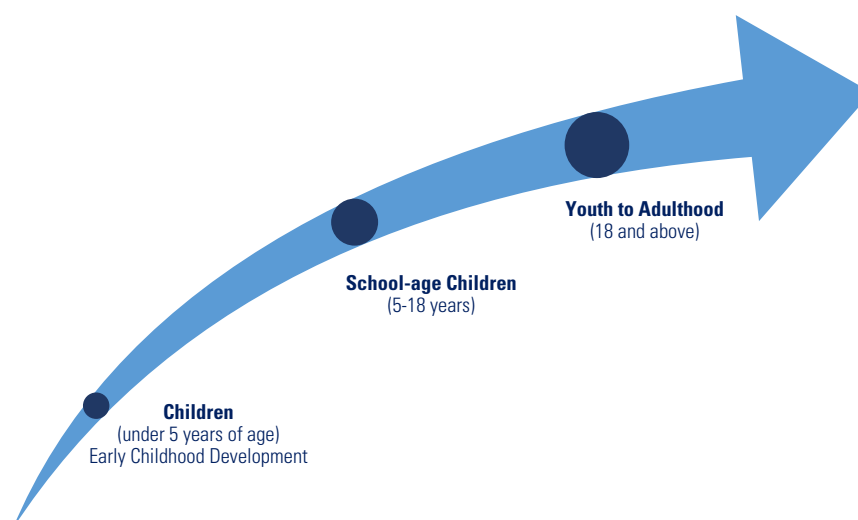 Youth to Adulthood
(18 and above)
School-age Children
(5-18 years)
Children
(under 5 years of age)
Early Childhood Development